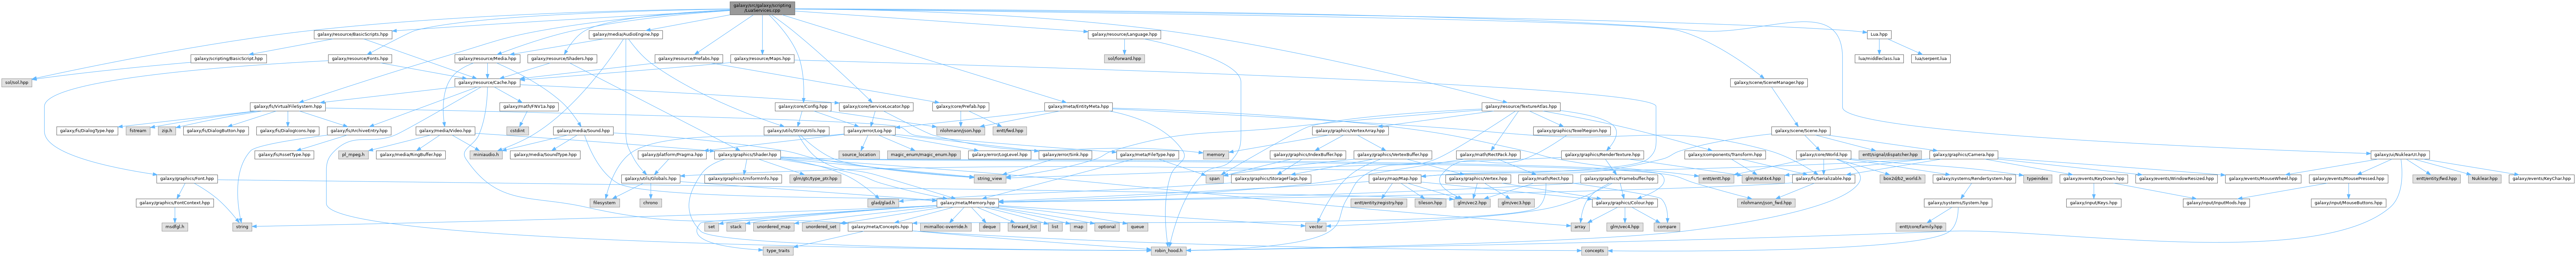 galaxy/src/galaxy/scripting
/LuaServices.cpp
galaxy/resource/BasicScripts.hpp
galaxy/media/AudioEngine.hpp
galaxy/resource/Language.hpp
Lua.hpp
galaxy/scripting/BasicScript.hpp
galaxy/resource/Fonts.hpp
galaxy/resource/Media.hpp
galaxy/resource/Shaders.hpp
galaxy/resource/Prefabs.hpp
galaxy/resource/Maps.hpp
sol/forward.hpp
lua/middleclass.lua
lua/serpent.lua
sol/sol.hpp
galaxy/resource/Cache.hpp
galaxy/scene/SceneManager.hpp
galaxy/fs/VirtualFileSystem.hpp
galaxy/math/FNV1a.hpp
galaxy/core/Config.hpp
galaxy/core/ServiceLocator.hpp
galaxy/core/Prefab.hpp
galaxy/meta/EntityMeta.hpp
galaxy/resource/TextureAtlas.hpp
galaxy/fs/DialogType.hpp
fstream
zip.h
galaxy/fs/DialogButton.hpp
galaxy/fs/DialogIcons.hpp
galaxy/fs/ArchiveEntry.hpp
galaxy/media/Video.hpp
cstdint
galaxy/media/Sound.hpp
galaxy/utils/StringUtils.hpp
galaxy/error/Log.hpp
nlohmann/json.hpp
entt/fwd.hpp
galaxy/graphics/VertexArray.hpp
galaxy/graphics/TexelRegion.hpp
galaxy/scene/Scene.hpp
galaxy/fs/AssetType.hpp
pl_mpeg.h
galaxy/media/RingBuffer.hpp
miniaudio.h
galaxy/media/SoundType.hpp
galaxy/platform/Pragma.hpp
galaxy/graphics/Shader.hpp
source_location
magic_enum/magic_enum.hpp
galaxy/error/LogLevel.hpp
galaxy/error/Sink.hpp
galaxy/meta/FileType.hpp
memory
galaxy/graphics/IndexBuffer.hpp
galaxy/graphics/VertexBuffer.hpp
galaxy/math/RectPack.hpp
galaxy/graphics/RenderTexture.hpp
galaxy/components/Transform.hpp
galaxy/core/World.hpp
entt/signal/dispatcher.hpp
galaxy/graphics/Camera.hpp
galaxy/ui/NuklearUI.hpp
galaxy/graphics/Font.hpp
galaxy/utils/Globals.hpp
galaxy/graphics/UniformInfo.hpp
glm/gtc/type_ptr.hpp
string_view
span
galaxy/graphics/StorageFlags.hpp
galaxy/map/Map.hpp
galaxy/graphics/Vertex.hpp
galaxy/math/Rect.hpp
galaxy/graphics/Framebuffer.hpp
entt/entt.hpp
glm/mat4x4.hpp
galaxy/fs/Serializable.hpp
box2d/b2_world.h
galaxy/systems/RenderSystem.hpp
typeindex
galaxy/events/KeyDown.hpp
galaxy/events/WindowResized.hpp
galaxy/events/MouseWheel.hpp
galaxy/events/MousePressed.hpp
entt/entity/fwd.hpp
Nuklear.hpp
galaxy/events/KeyChar.hpp
galaxy/graphics/FontContext.hpp
filesystem
chrono
glad/glad.h
galaxy/meta/Memory.hpp
entt/entity/registry.hpp
tileson.hpp
glm/vec2.hpp
glm/vec3.hpp
galaxy/graphics/Colour.hpp
nlohmann/json_fwd.hpp
galaxy/systems/System.hpp
galaxy/input/Keys.hpp
galaxy/input/InputMods.hpp
galaxy/input/MouseButtons.hpp
msdfgl.h
string
set
stack
unordered_map
unordered_set
galaxy/meta/Concepts.hpp
mimalloc-override.h
deque
forward_list
list
map
optional
queue
vector
array
glm/vec4.hpp
compare
entt/core/family.hpp
type_traits
robin_hood.h
concepts